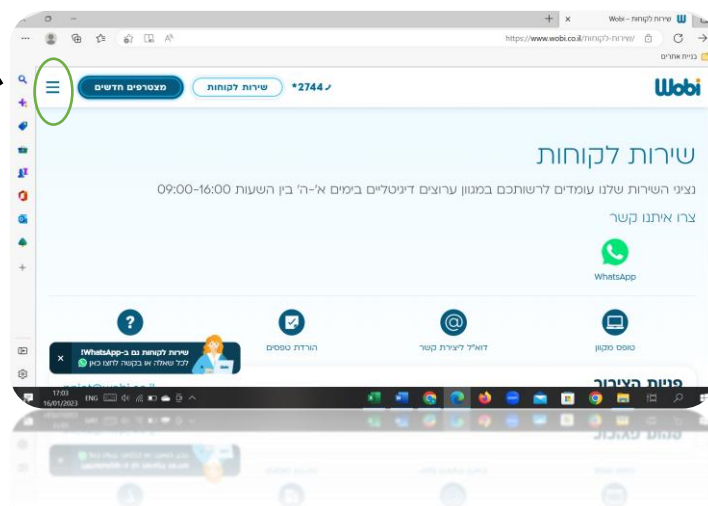 שירות לקוחות – Wobi
https://www.wobi.co.il/שירות-לקוחות/
בניית אתרים
Wobi
*2744
שירות לקוחות
מצטרפים חדשים
שירות לקוחות
נציגי השירות שלנו עומדים לרשותכם במגוון ערוצים דיגיטליים בימים א'-ה' בין השעות 09:00-16:00
צרו איתנו קשר
WhatsApp
טופס מקוון
דוא"ל ליצירת קשר
הורדת טפסים
שירות לקוחות גם ב-WhatsApp!
לכל שאלה או בקשה לחצו כאן
פניות הציבור
17:03
ENG
16/01/2023